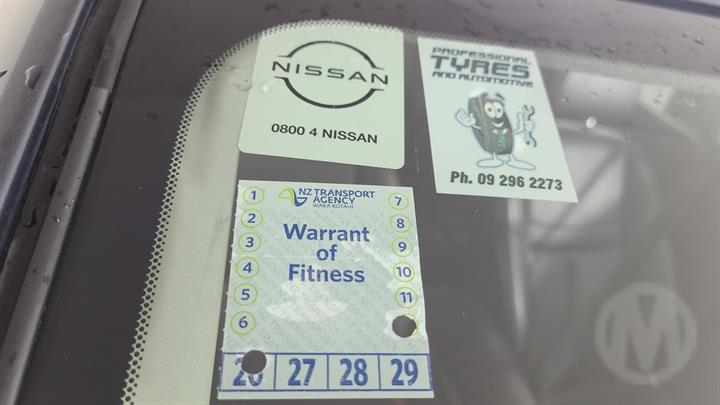 NISSAN
0800 4 NISSAN
PROFESSIONAL
TYRES
AND AUTOMOTIVE
Ph. 09 296 2273
NZ TRANSPORT
AGENCY
WAKA KOTAHI
Warrant
of
Fitness
1
2
3
4
5
6
7
8
9
10
11
26 27 28 29
M